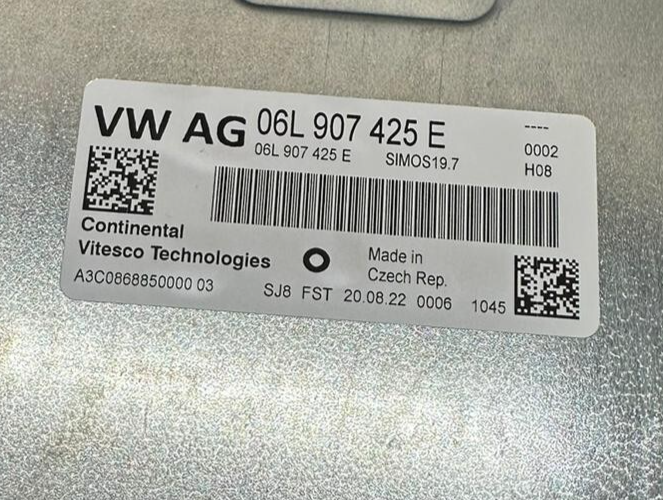 VW AG 06L 907 425 E ----
06L 907 425 E SIMOS19.7 0002
H08
Continental
Vitesco Technologies
Made in
Czech Rep.
A3C0868850000 03
SJ8 FST 20.08.22 0006 1045